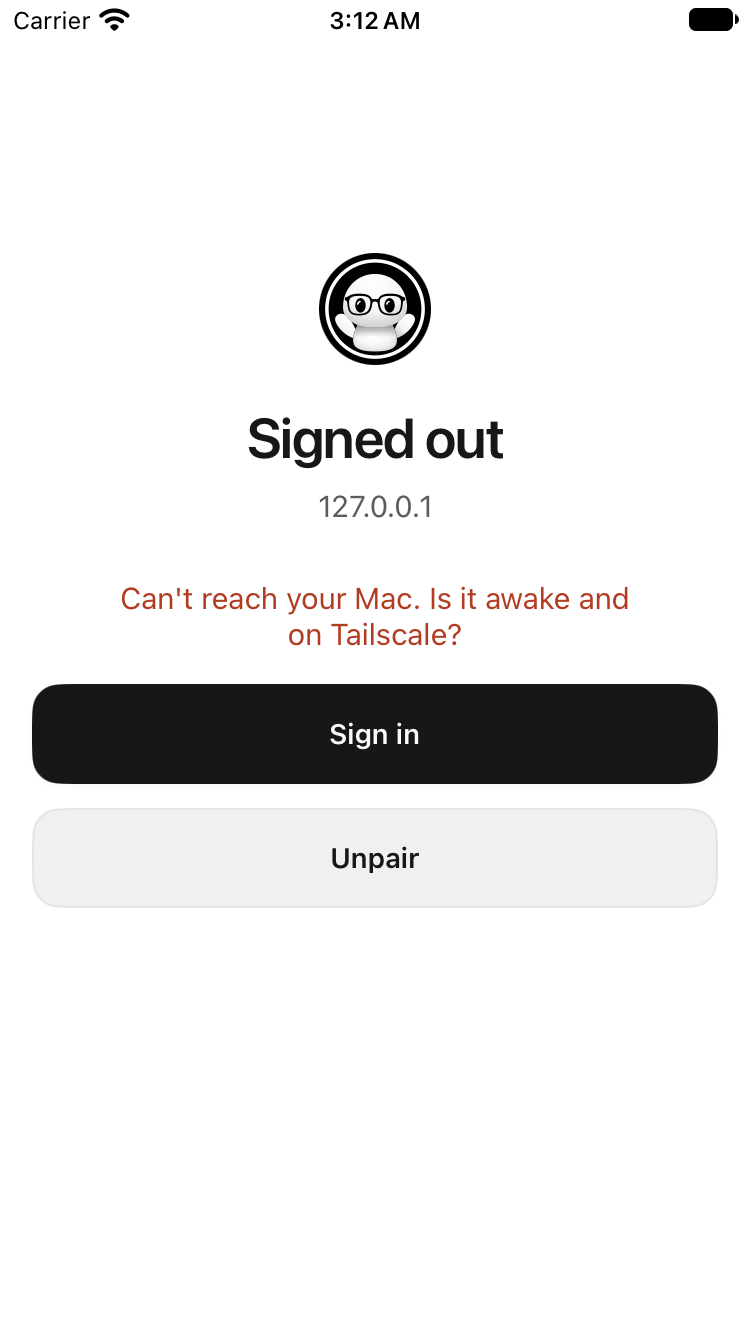 Carrier
3:12 AM
Signed out
127.0.0.1
Can't reach your Mac. Is it awake and
on Tailscale?
Sign in
Unpair